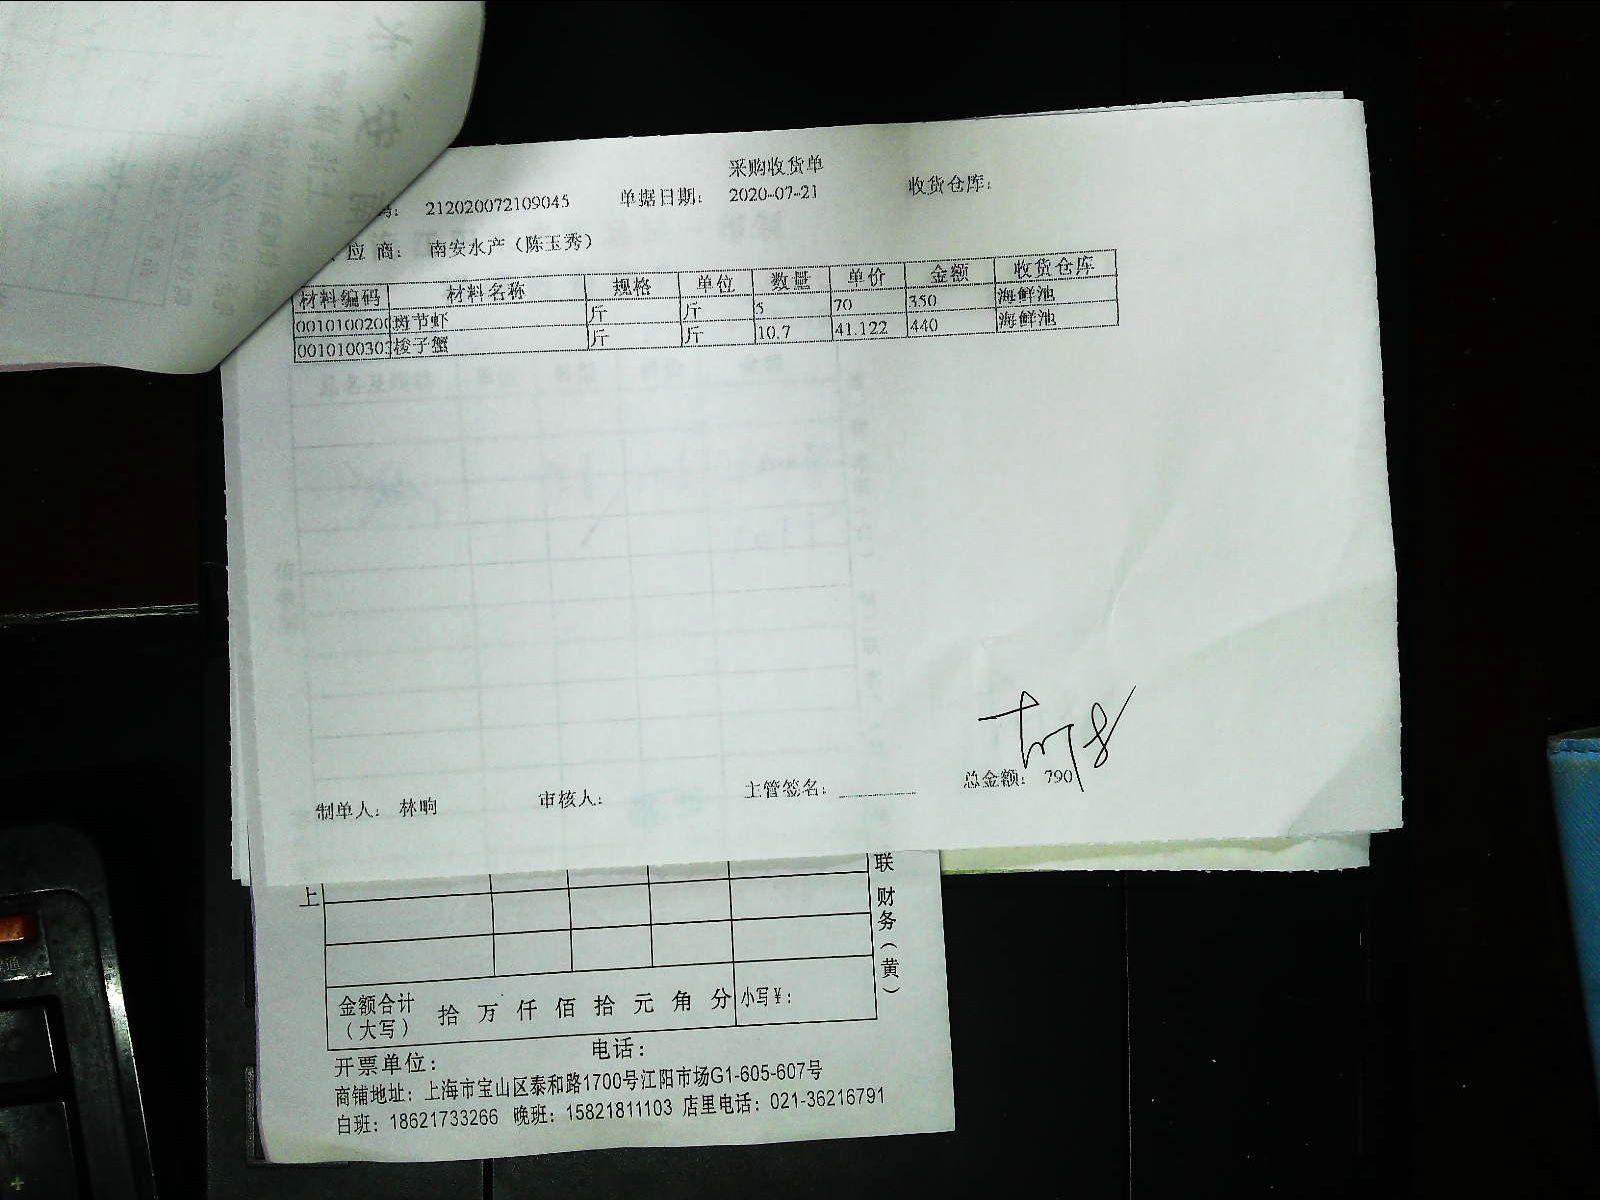 采购收货单
码： 212020072109045 单据日期： 2020-07-21 收货仓库：
应 商： 南安水产（陈玉秀）
材料编码 材料名称 规格 单位 数量 单价 金额 收货仓库
0010100200 斑节虾 斤 斤 5 70 350 海鲜池
0010100303 梭子蟹 斤 斤 10.7 41.122 440 海鲜池
制单人： 林昫 审核人： 主管签名： 总金额： 790
上
联
财务（黄）
金额合计（大写） 拾 万 仟 佰 拾 元 角 分 小写¥：
开票单位： 电话：
商铺地址：上海市宝山区泰和路1700号江阳市场G1-605-607号
白班：18621733266 晚班：15821811103 店里电话：021-36216791